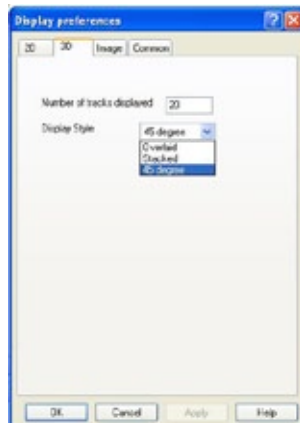 Display preferences
2D 3D Image Common
Number of tracks displayed 20
Display Style 45 degree
Overlaid
Stacked
45 degree
OK Cancel Apply Help